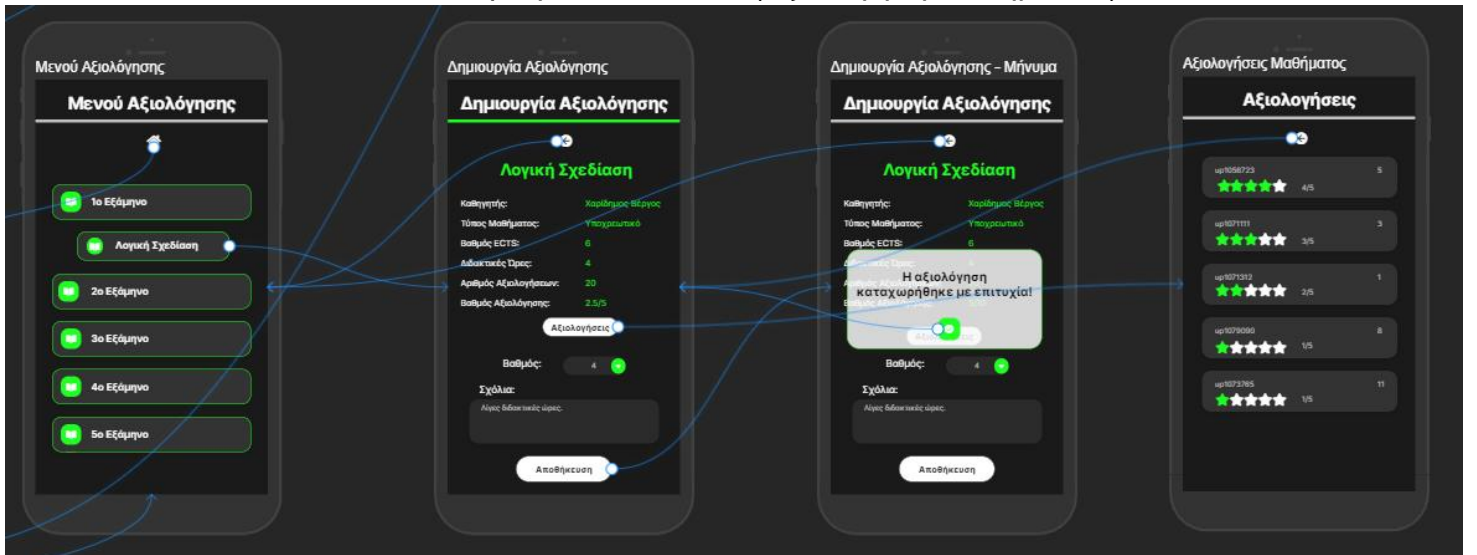 Μενού Αξιολόγησης
Μενού Αξιολόγησης
1ο Εξάμηνο
Λογική Σχεδίαση
2ο Εξάμηνο
3ο Εξάμηνο
4ο Εξάμηνο
5ο Εξάμηνο
Δημιουργία Αξιολόγησης
Δημιουργία Αξιολόγησης
Λογική Σχεδίαση
Καθηγητής: Χαρίδημος Βέργος
Τύπος Μαθήματος: Υποχρεωτικό
Βαθμός ECTS: 6
Διδακτικές Ώρες: 4
Αριθμός Αξιολογήσεων: 20
Βαθμός Αξιολόγησης: 2.5/5
Αξιολογήσεις
Βαθμός: 4
Σχόλια:
Λίγες διδακτικές ώρες.
Αποθήκευση
Δημιουργία Αξιολόγησης - Μήνυμα
Δημιουργία Αξιολόγησης
Λογική Σχεδίαση
Καθηγητής: Χαρίδημος Βέργος
Τύπος Μαθήματος: Υποχρεωτικό
Βαθμός ECTS: 6
Διδακτικές Ώρες:
Η αξιολόγηση
καταχωρήθηκε με επιτυχία!
Βαθμός: 4
Σχόλια:
Λίγες διδακτικές ώρες.
Αποθήκευση
Αξιολογήσεις Μαθήματος
Αξιολογήσεις
up1058723 5
4/5
up1071111 3
3/5
up1071312 1
2/5
up1079090 8
1/5
up1073765 11
1/5